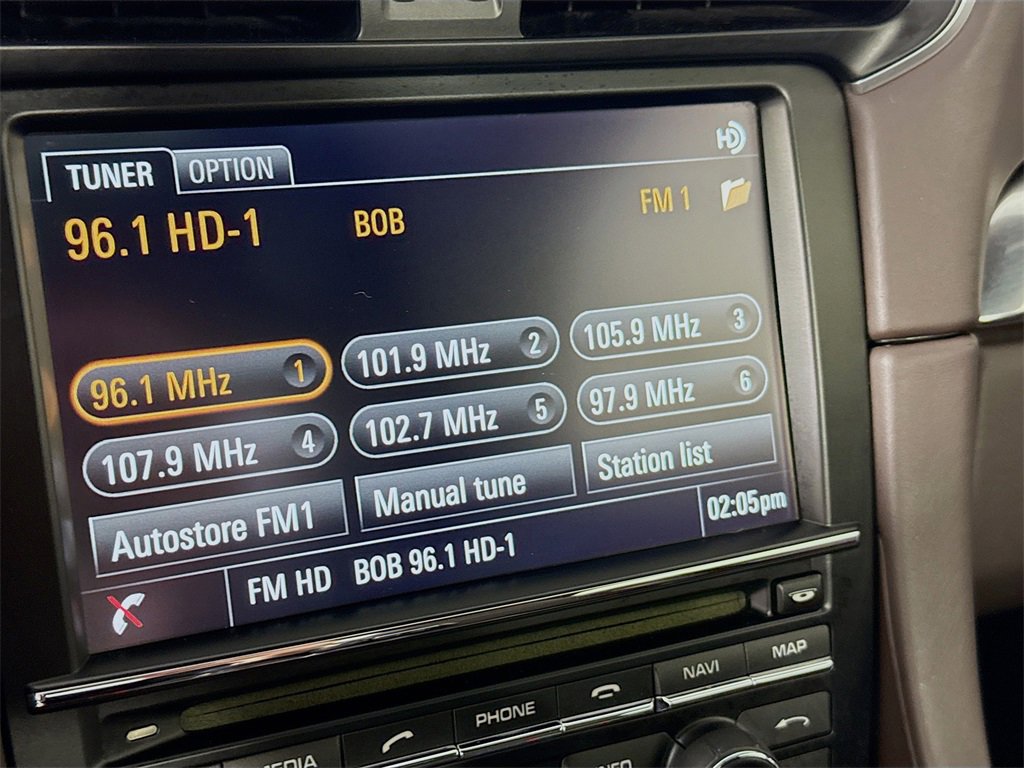 HD
TUNER OPTION
96.1 HD-1 BOB FM 1
96.1 MHz 1 101.9 MHz 2 105.9 MHz 3
107.9 MHz 4 102.7 MHz 5 97.9 MHz 6
Autostore FM1 Manual tune Station list
FM HD BOB 96.1 HD-1 02:05pm
MEDIA PHONE NAVI MAP
INFO